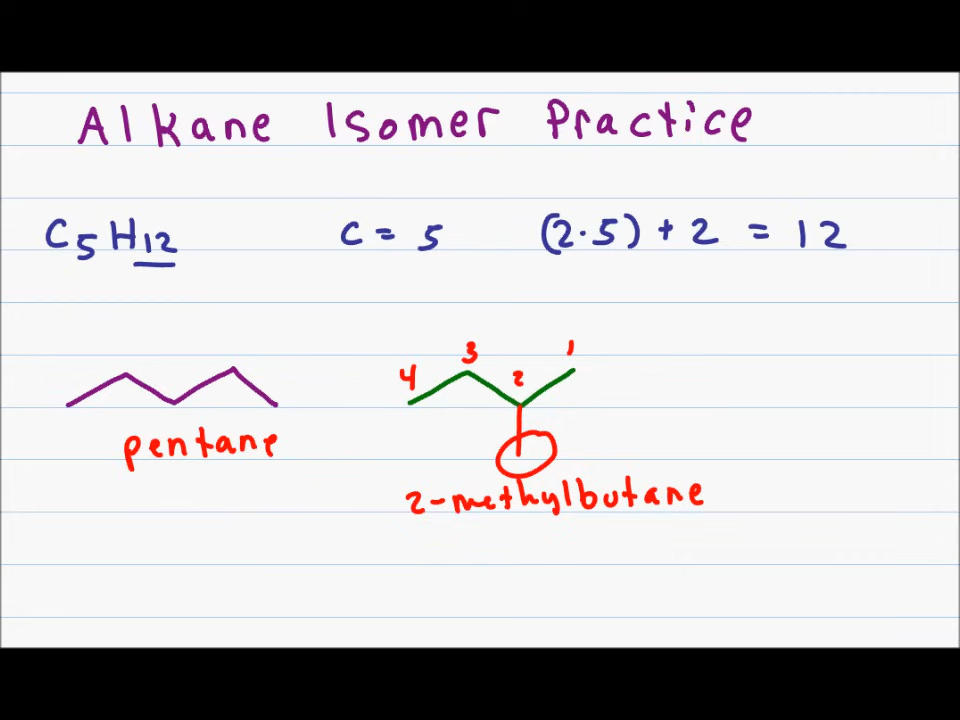 Alkane Isomer Practice
C5H12 C = 5 (2·5) + 2 = 12
4 3 2 1
pentane
2-methylbutane